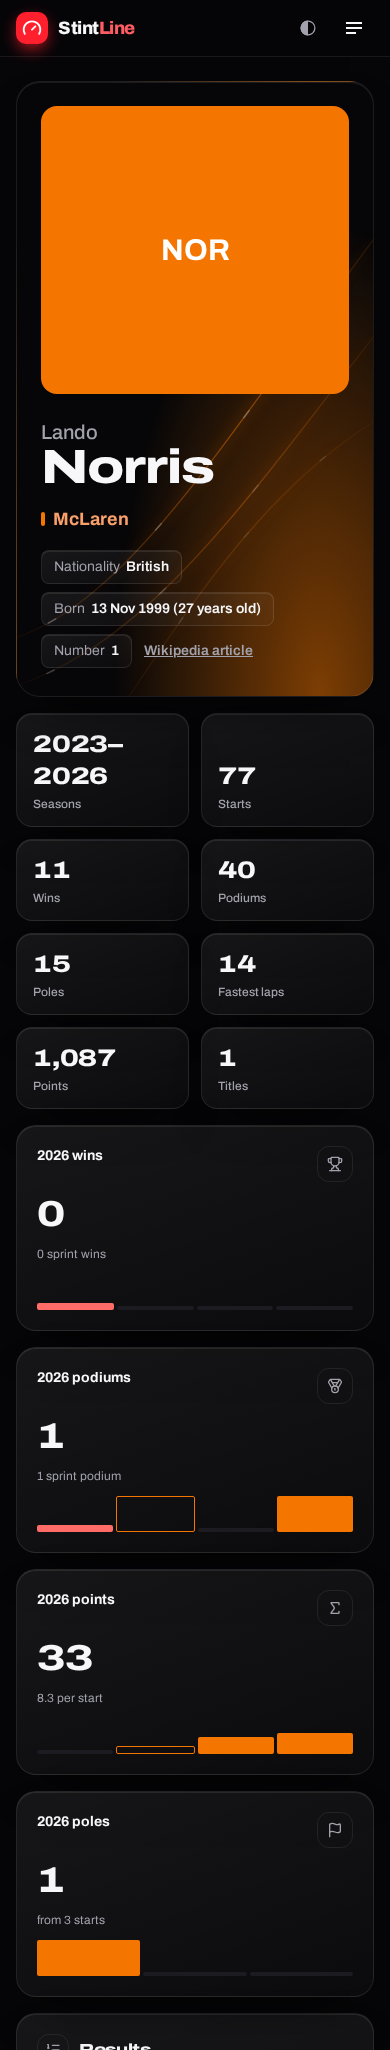 StintLine
NOR
Lando
Norris
McLaren
Nationality British
Born 13 Nov 1999 (27 years old)
Number 1 Wikipedia article
2023–
2026
Seasons
77
Starts
11
Wins
40
Podiums
15
Poles
14
Fastest laps
1,087
Points
1
Titles
2026 wins
0
0 sprint wins
2026 podiums
1
1 sprint podium
2026 points
Σ
33
8.3 per start
2026 poles
1
from 3 starts
Results